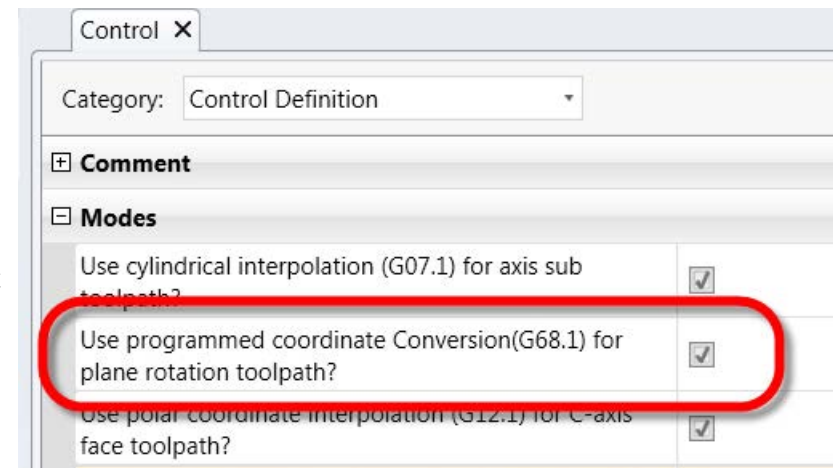 Control
Category: Control Definition
Comment
Modes
Use cylindrical interpolation (G07.1) for axis sub
toolpath?
Use programmed coordinate Conversion(G68.1) for
plane rotation toolpath?
Use polar coordinate interpolation (G12.1) for C-axis
face toolpath?